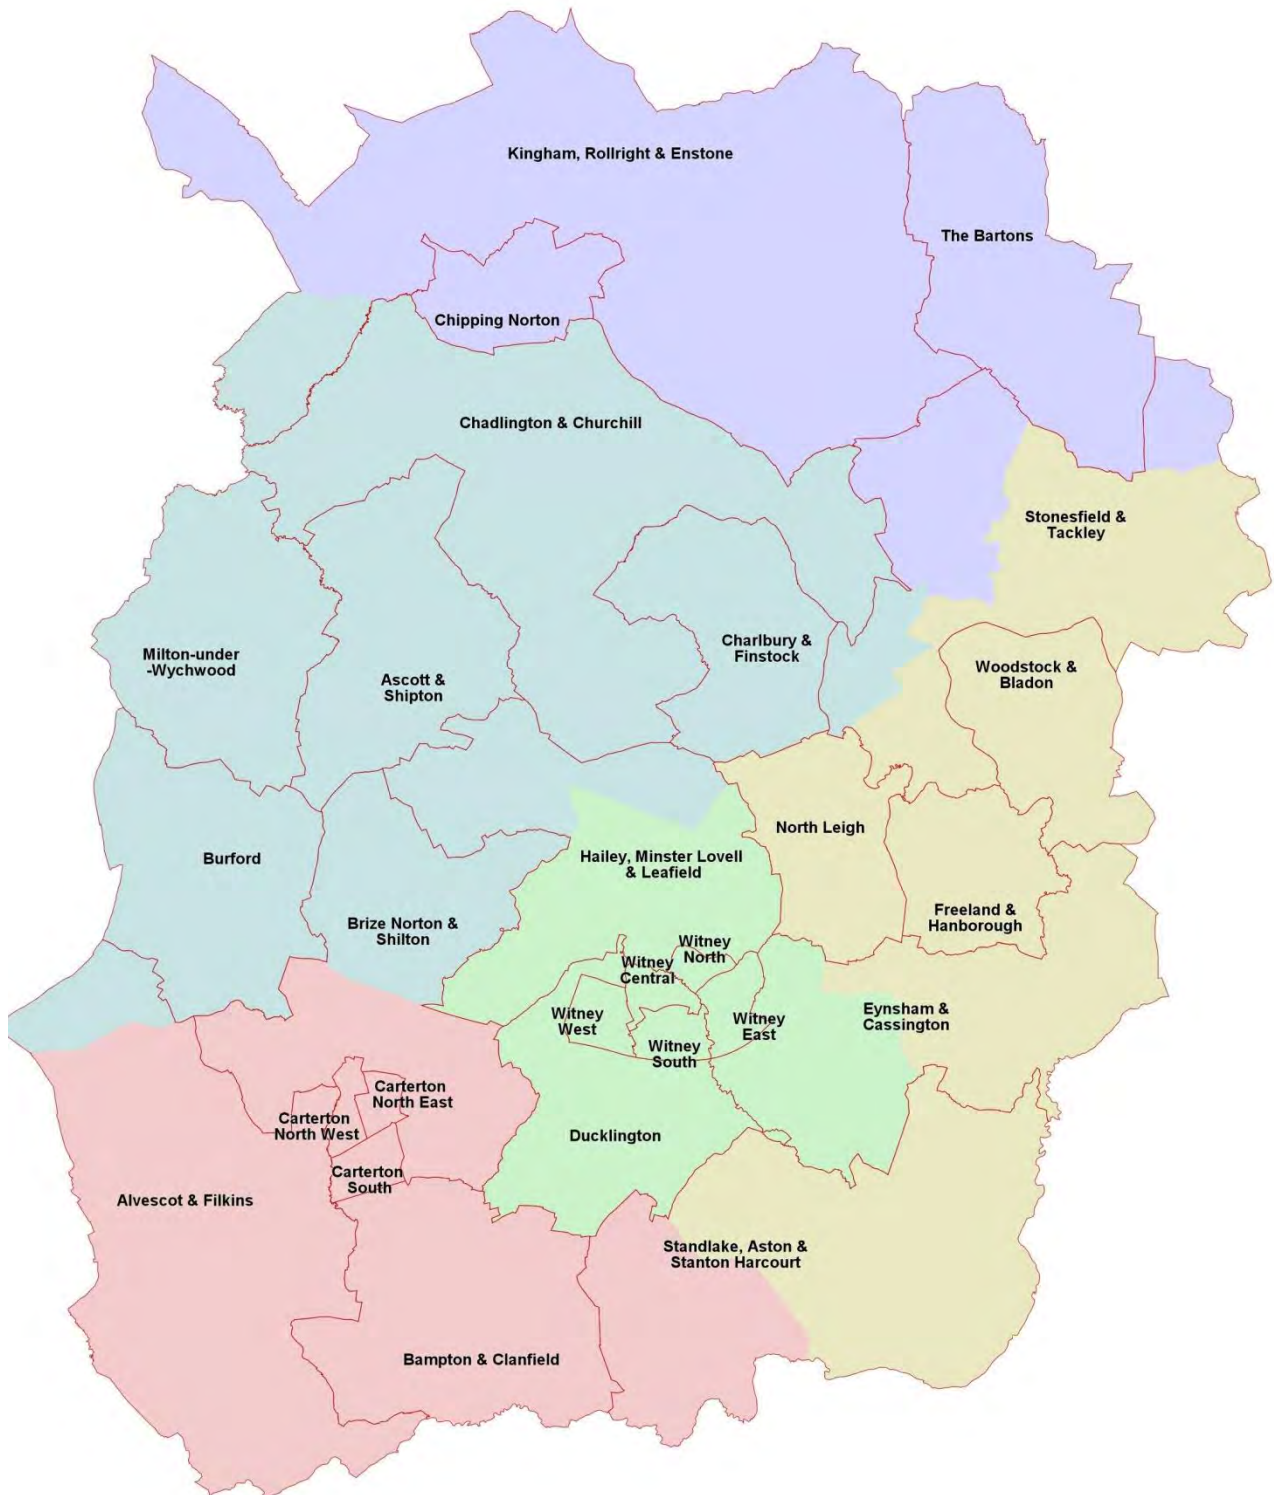 Kingham, Rollright & Enstone
The Bartons
Chipping Norton
Chadlington & Churchill
Stonesfield &
Tackley
Milton-under
-Wychwood
Ascott &
Shipton
Charlbury &
Finstock
Woodstock &
Bladon
North Leigh
Burford
Hailey, Minster Lovell
& Leafield
Brize Norton &
Shilton
Freeland &
Hanborough
Witney
North
Witney
Central
Witney
West
Witney
South
Witney
East
Eynsham &
Cassington
Carterton
North East
Carterton
North West
Ducklington
Carterton
South
Alvescot & Filkins
Standlake, Aston &
Stanton Harcourt
Bampton & Clanfield